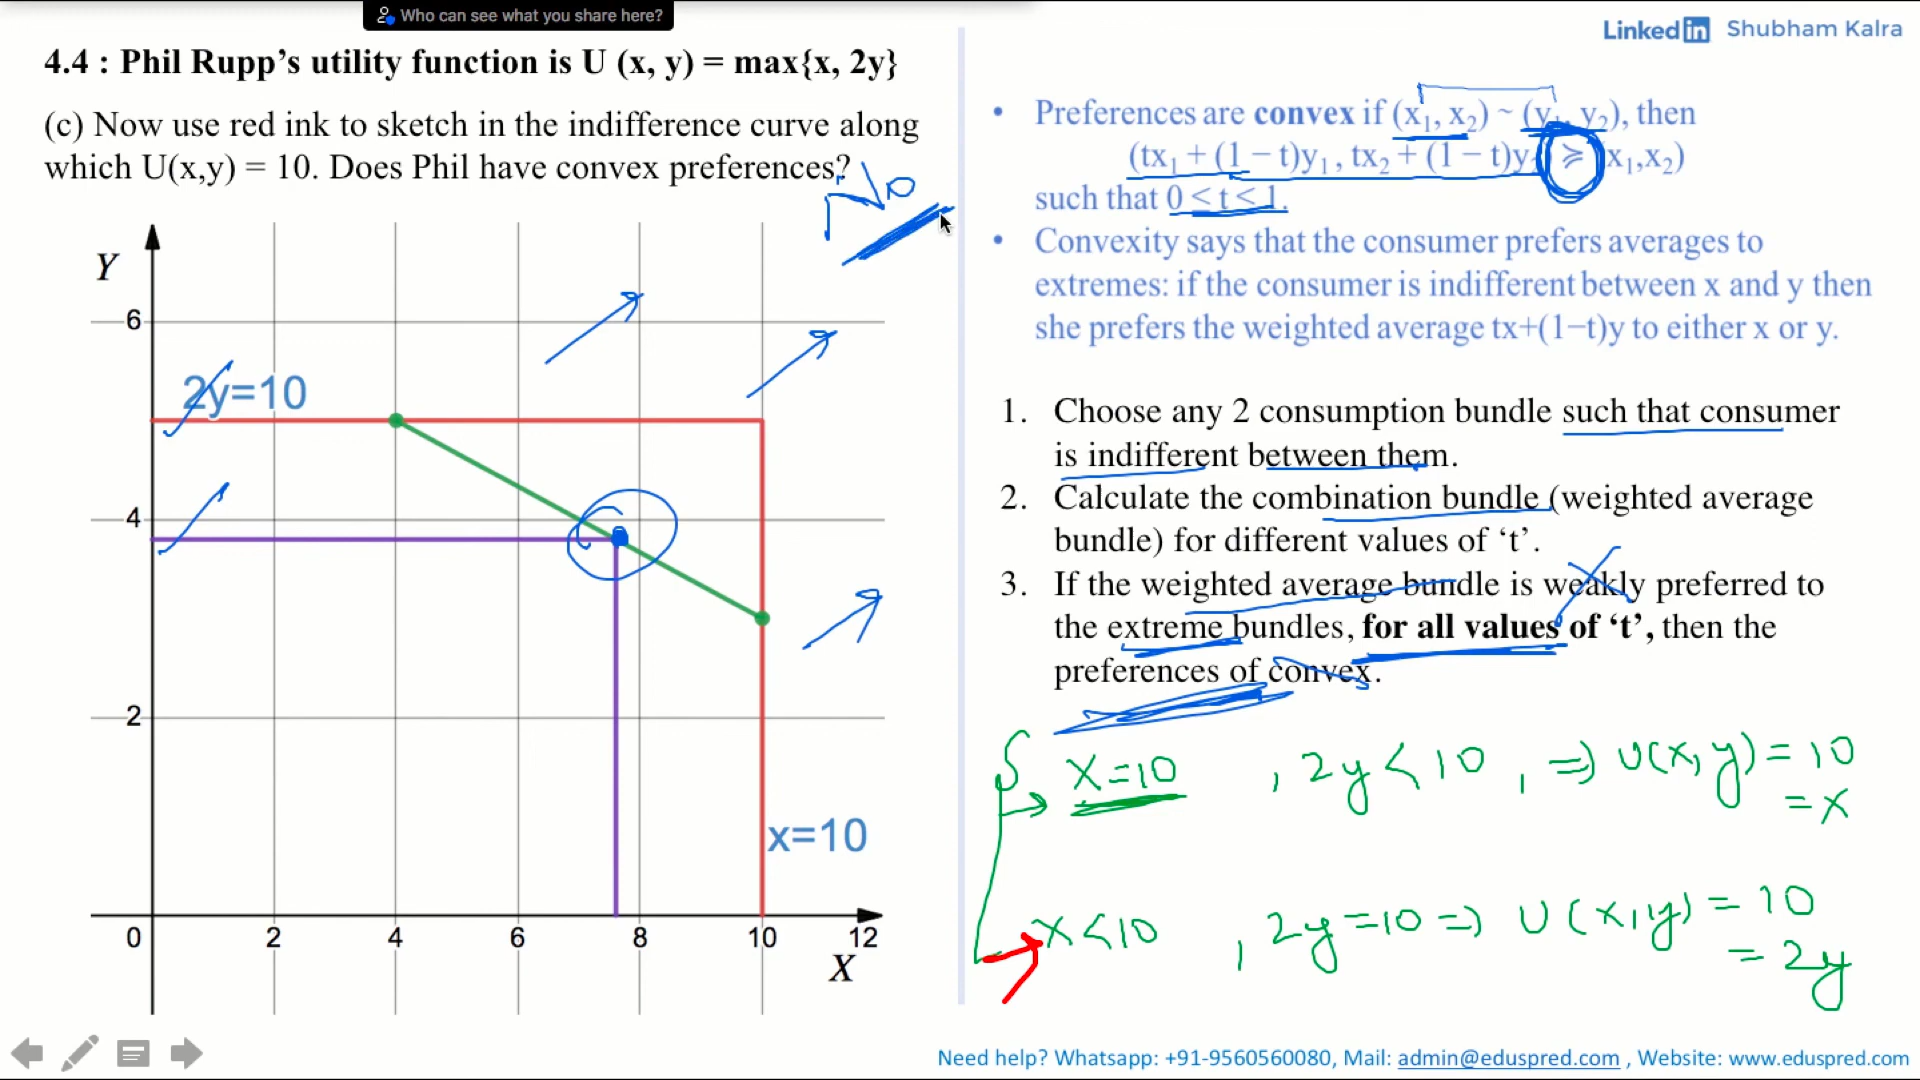 Who can see what you share here?
Linkedin Shubham Kalra
4.4 : Phil Rupp's utility function is U (x, y) = max{x, 2y}
(c) Now use red ink to sketch in the indifference curve along
which U(x,y) = 10. Does Phil have convex preferences?
No
Y
6
2y=10
4
2
x=10
0 2 4 6 8 10 12
X
• Preferences are convex if (x1, x2) ~ (y1, y2), then
(tx1 + (1 − t)y1 , tx2 + (1 − t)y2) ≽ (x1,x2)
such that 0 ≤ t ≤ 1.
• Convexity says that the consumer prefers averages to
extremes: if the consumer is indifferent between x and y then
she prefers the weighted average tx+(1−t)y to either x or y.
1. Choose any 2 consumption bundle such that consumer
is indifferent between them.
2. Calculate the combination bundle (weighted average
bundle) for different values of 't'.
3. If the weighted average bundle is weakly preferred to
the extreme bundles, for all values of 't', then the
preferences of convex.
x=10 , 2y < 10 , ⇒ U(x, y) = 10
= x
x < 10 , 2y = 10 ⇒ U(x, y) = 10
= 2y
Need help? Whatsapp: +91-9560560080, Mail: admin@eduspred.com , Website: www.eduspred.com